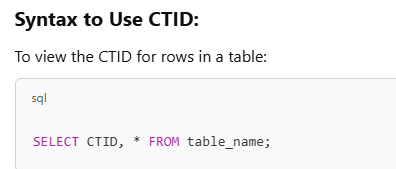 Syntax to Use CTID:
To view the CTID for rows in a table:
sql
SELECT CTID, * FROM table_name;